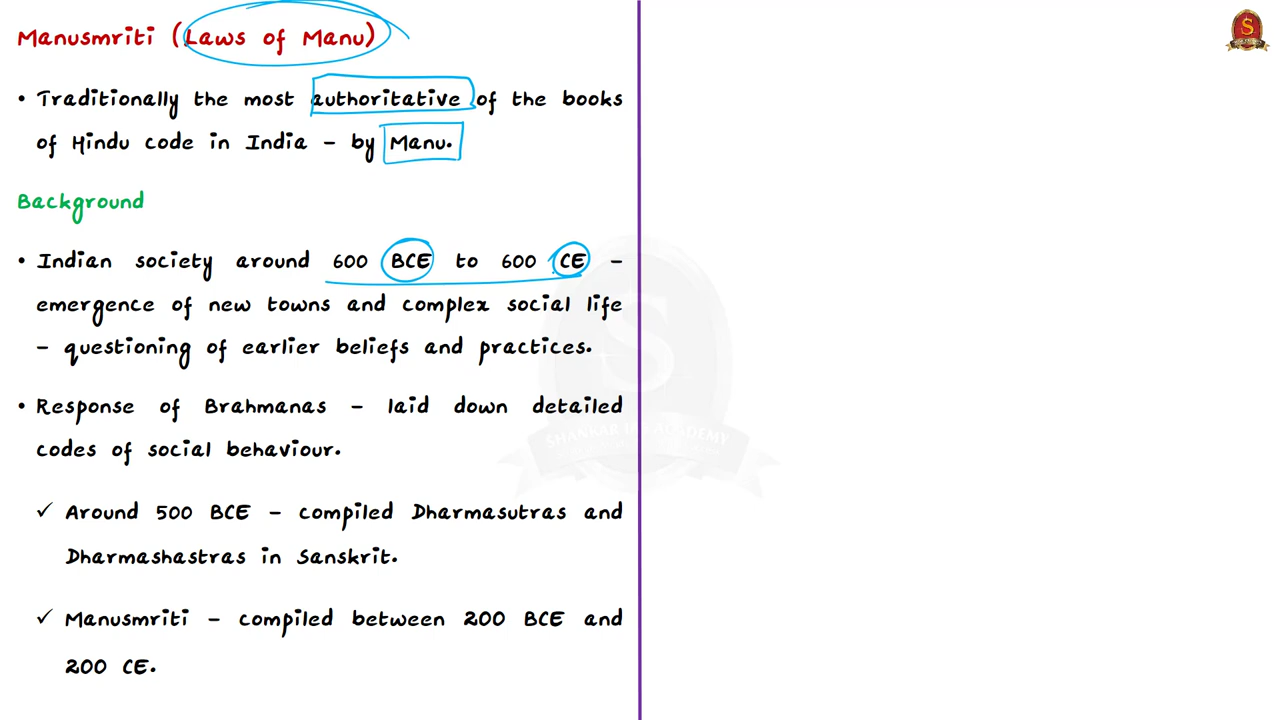 Manusmriti (Laws of Manu)
• Traditionally the most authoritative of the books
of Hindu code in India – by Manu.
Background
• Indian society around 600 BCE to 600 CE –
emergence of new towns and complex social life
– questioning of earlier beliefs and practices.
• Response of Brahmanas – laid down detailed
codes of social behaviour.
✓ Around 500 BCE – compiled Dharmasutras and
Dharmashastras in Sanskrit.
✓ Manusmriti – compiled between 200 BCE and
200 CE.
S
SHANKAR IAS ACADEMY
S